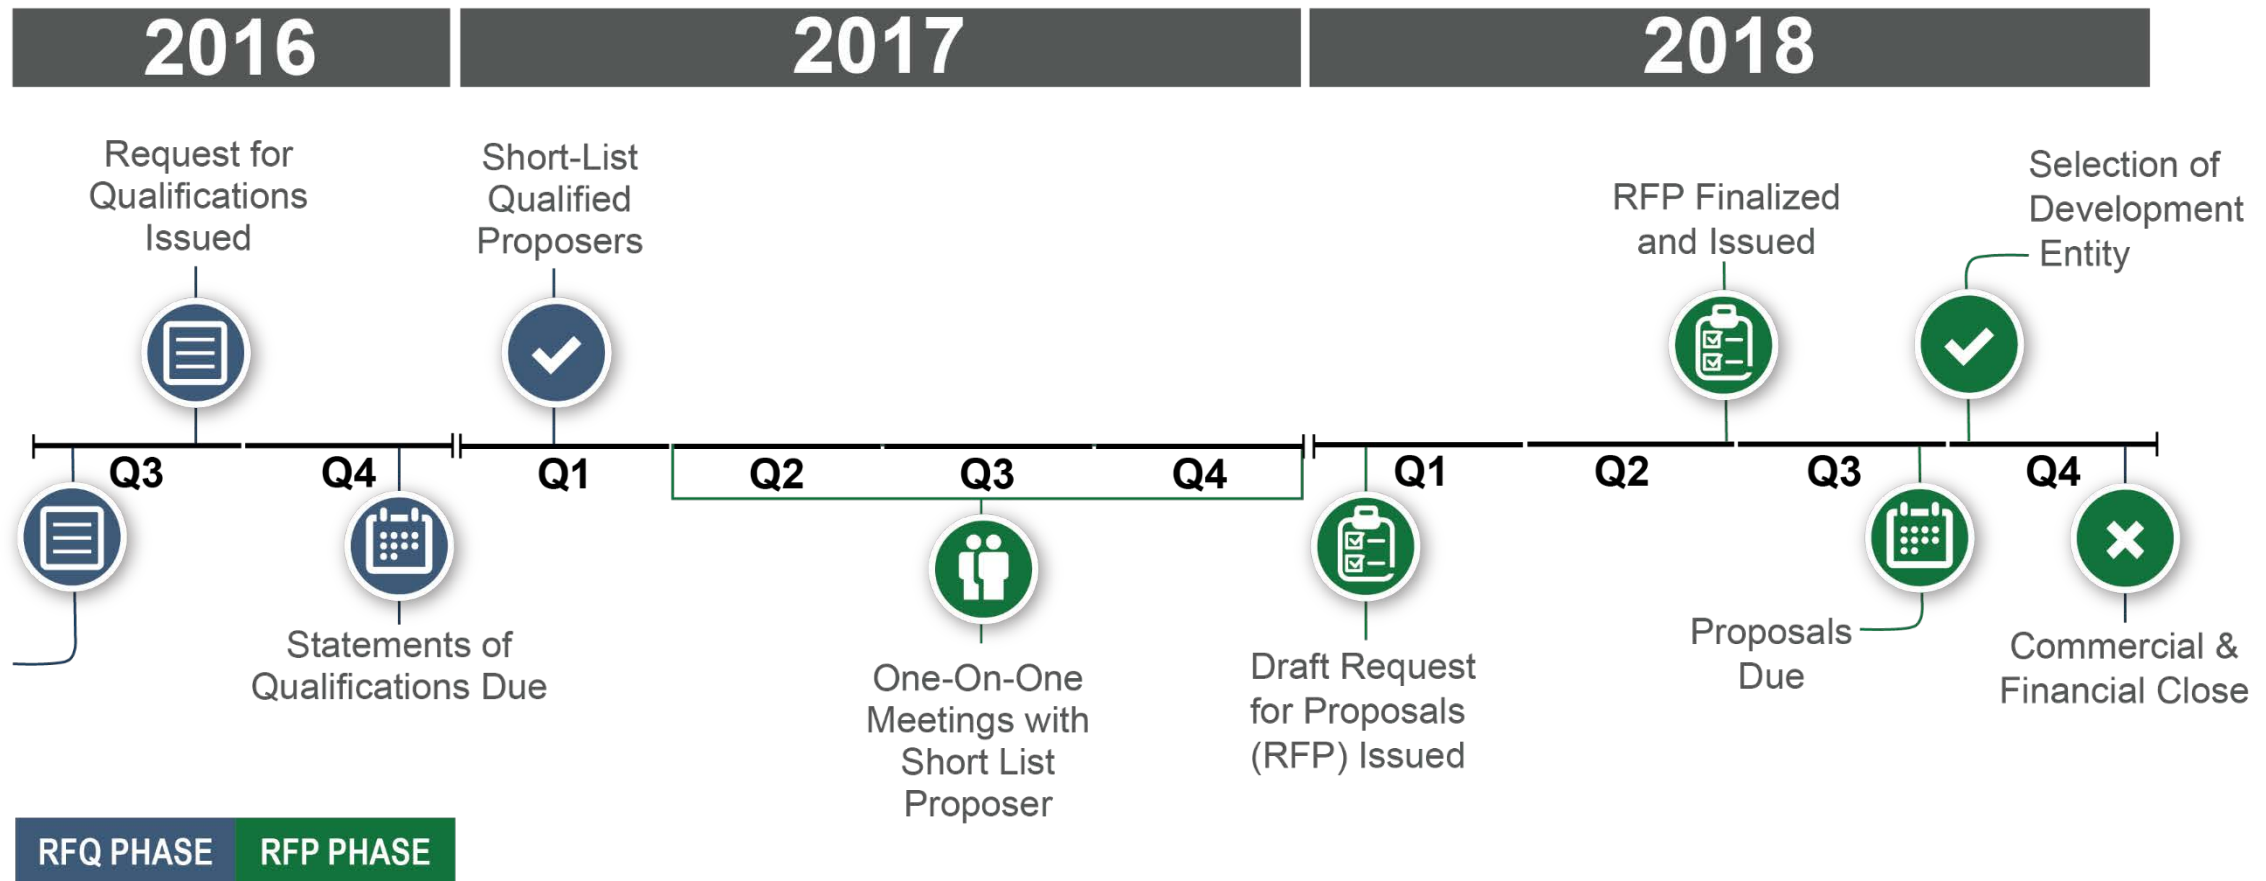 2016
2017
2018
Request for
Qualifications
Issued
Short-List
Qualified
Proposers
RFP Finalized
and Issued
Selection of
Development
Entity
Q3
Q4
Q1
Q2
Q3
Q4
Q1
Q2
Q3
Q4
Statements of
Qualifications Due
One-On-One
Meetings with
Short List
Proposer
Draft Request
for Proposals
(RFP) Issued
Proposals
Due
Commercial &
Financial Close
RFQ PHASE
RFP PHASE